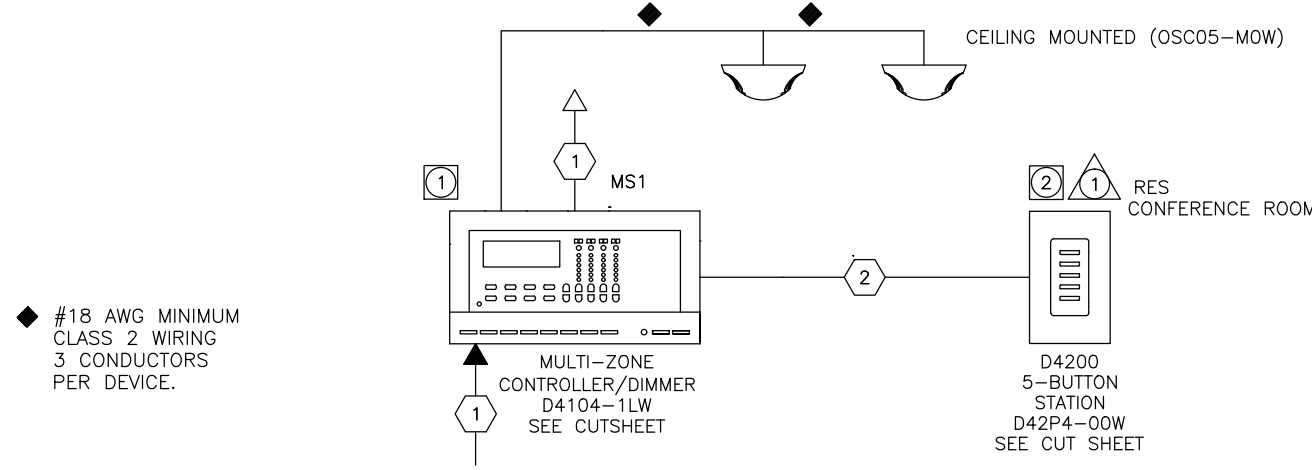 CEILING MOUNTED (OSC05-M0W)
1
1
MS1
2
1
RES
CONFERENCE ROOM
2
#18 AWG MINIMUM
CLASS 2 WIRING
3 CONDUCTORS
PER DEVICE.
MULTI-ZONE
CONTROLLER/DIMMER
D4104-1LW
SEE CUTSHEET
1
D4200
5-BUTTON
STATION
D42P4-00W
SEE CUT SHEET